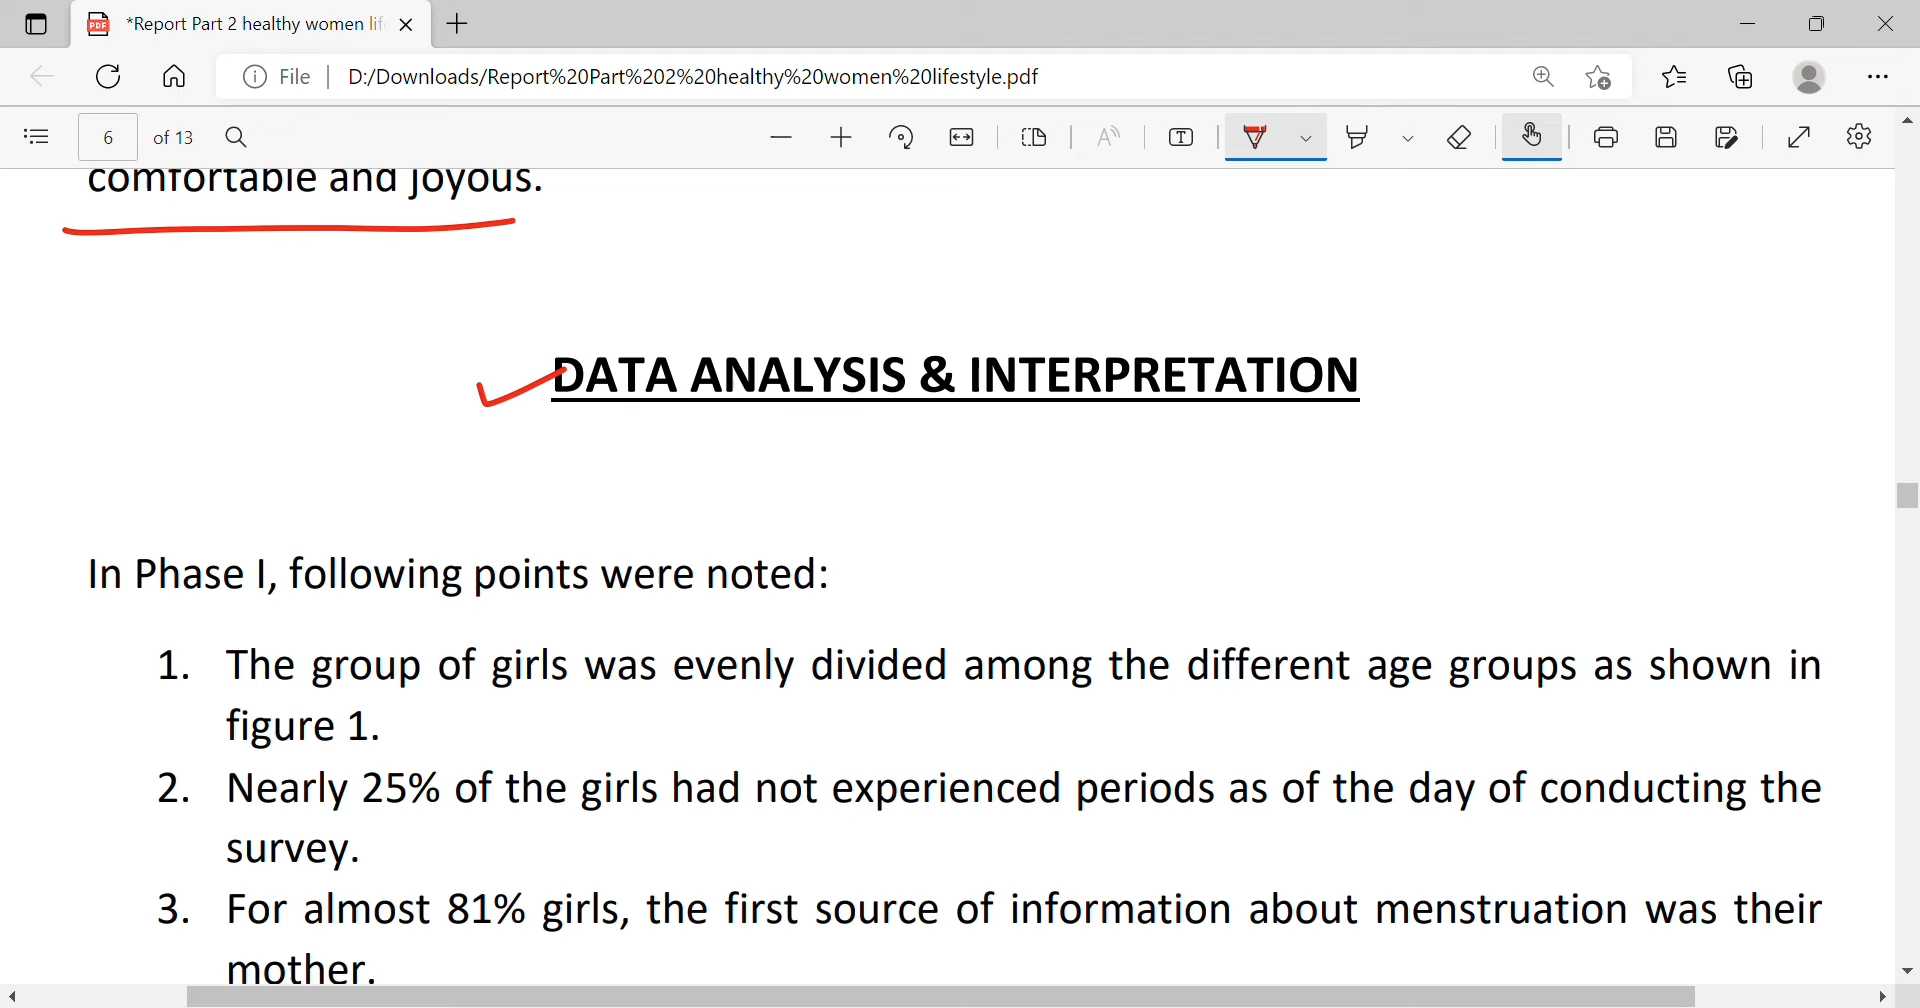 *Report Part 2 healthy women lif
File
D:/Downloads/Report%20Part%202%20healthy%20women%20lifestyle.pdf
6 of 13
comfortable and joyous.
DATA ANALYSIS & INTERPRETATION
In Phase I, following points were noted:
1. The group of girls was evenly divided among the different age groups as shown in
figure 1.
2. Nearly 25% of the girls had not experienced periods as of the day of conducting the
survey.
3. For almost 81% girls, the first source of information about menstruation was their
mother.